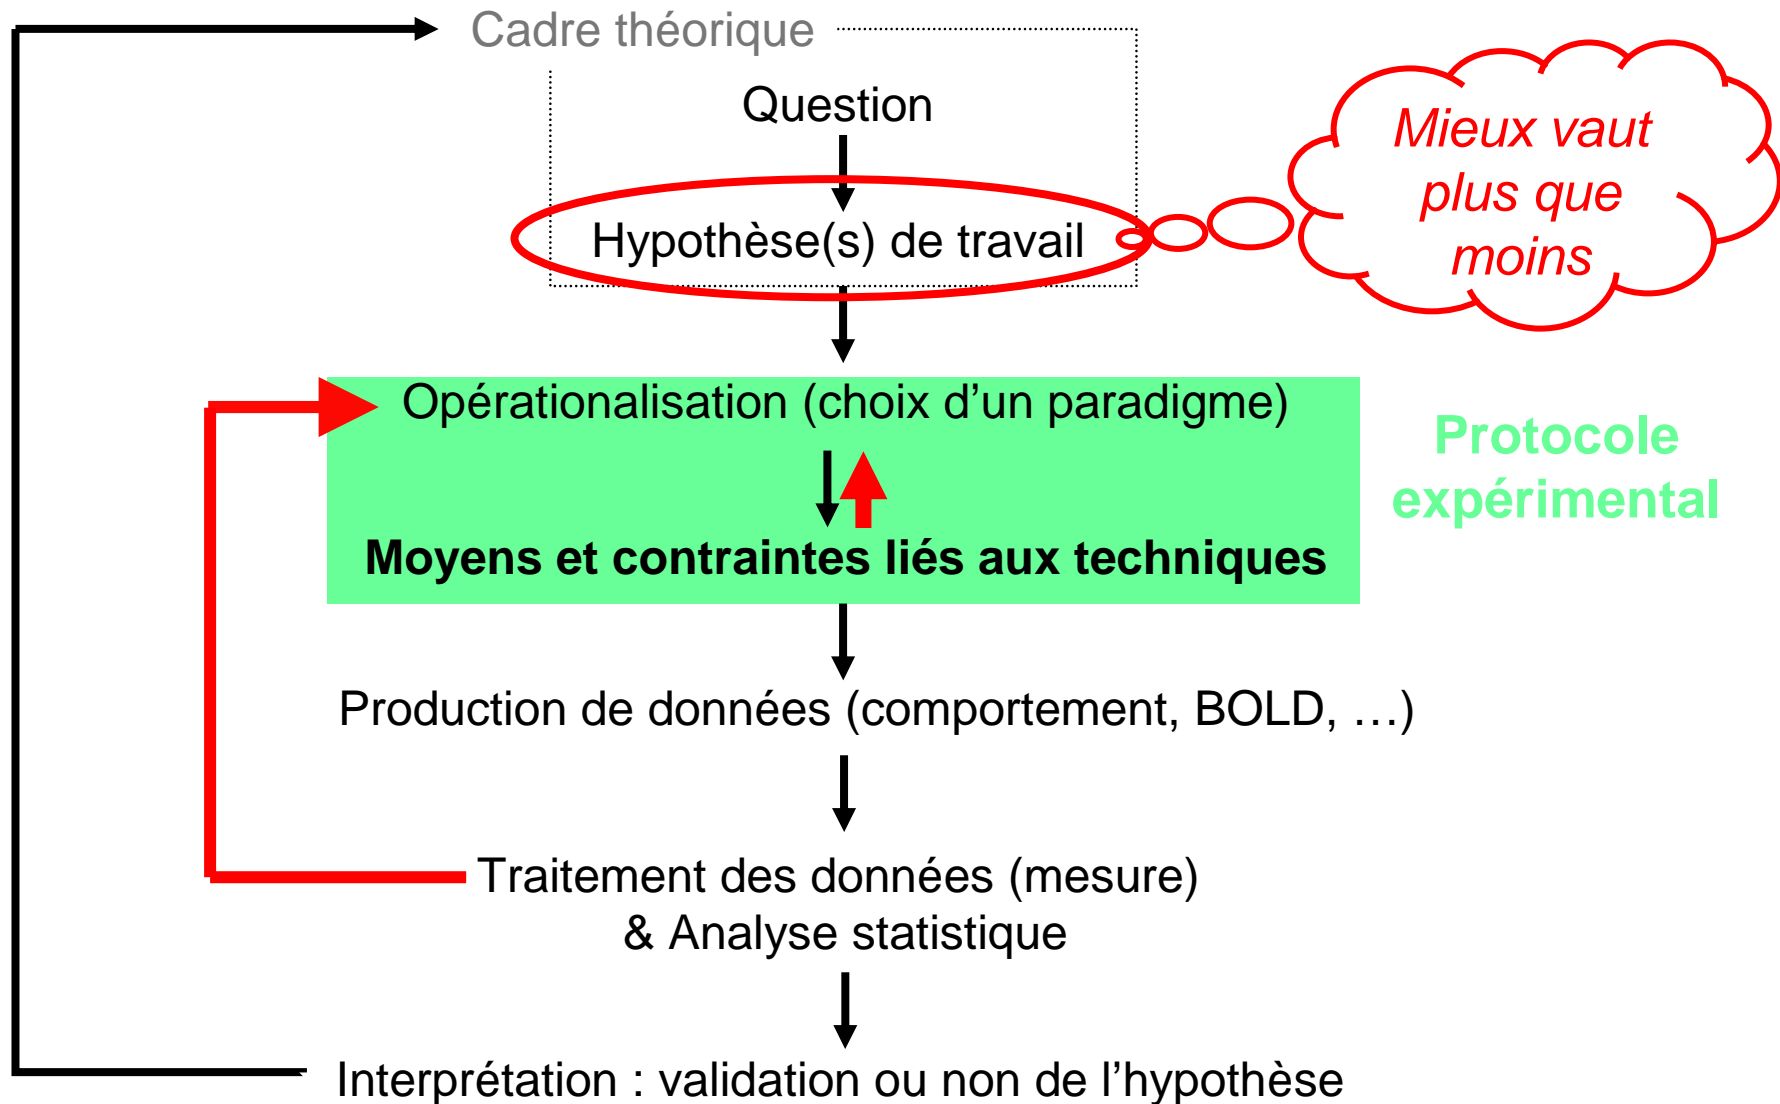 Cadre théorique
Question
Hypothèse(s) de travail
Mieux vaut
plus que
moins
Opérationalisation (choix d’un paradigme)
Moyens et contraintes liés aux techniques
Protocole
expérimental
Production de données (comportement, BOLD, …)
Traitement des données (mesure)
& Analyse statistique
Interprétation : validation ou non de l’hypothèse